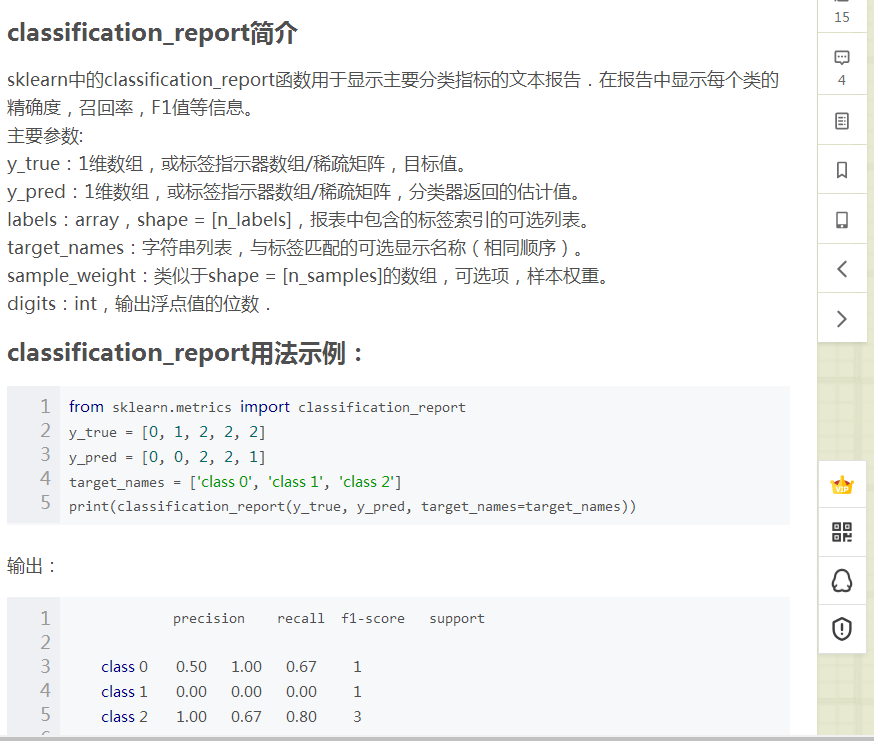 classification_report简介
sklearn中的classification_report函数用于显示主要分类指标的文本报告．在报告中显示每个类的
精确度，召回率，F1值等信息。
主要参数:
y_true：1维数组，或标签指示器数组/稀疏矩阵，目标值。
y_pred：1维数组，或标签指示器数组/稀疏矩阵，分类器返回的估计值。
labels：array，shape = [n_labels]，报表中包含的标签索引的可选列表。
target_names：字符串列表，与标签匹配的可选显示名称（相同顺序）。
sample_weight：类似于shape = [n_samples]的数组，可选项，样本权重。
digits：int，输出浮点值的位数．
classification_report用法示例：
1 from sklearn.metrics import classification_report
2 y_true = [0, 1, 2, 2, 2]
3 y_pred = [0, 0, 2, 2, 1]
4 target_names = ['class 0', 'class 1', 'class 2']
5 print(classification_report(y_true, y_pred, target_names=target_names))
输出：
1 precision recall f1-score support
2
3 class 0 0.50 1.00 0.67 1
4 class 1 0.00 0.00 0.00 1
5 class 2 1.00 0.67 0.80 3
15
4
VIP